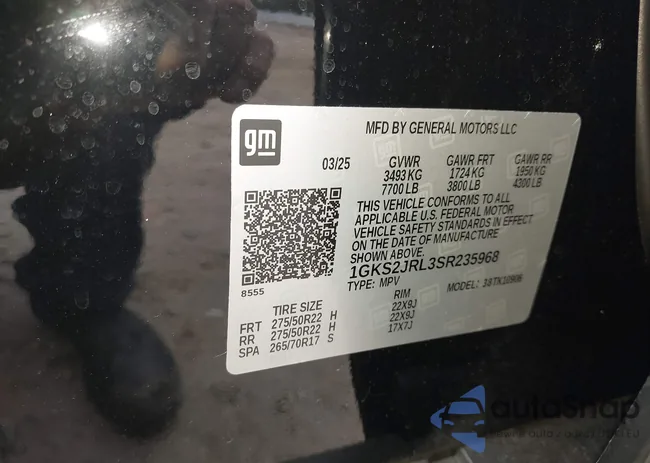 gm
MFD BY GENERAL MOTORS LLC
03/25 GVWR GAWR FRT GAWR RR
3493 KG 1724 KG 1950 KG
7700 LB 3800 LB 4300 LB
THIS VEHICLE CONFORMS TO ALL
APPLICABLE U.S. FEDERAL MOTOR
VEHICLE SAFETY STANDARDS IN EFFECT
ON THE DATE OF MANUFACTURE
SHOWN ABOVE.
1GKS2JRL3SR235968
TYPE: MPV MODEL:
8555
TIRE SIZE RIM
FRT 275/50R22 H 22X9J
RR 275/50R22 H 22X9J
SPA 265/70R17 S 17X7J
autoSnap